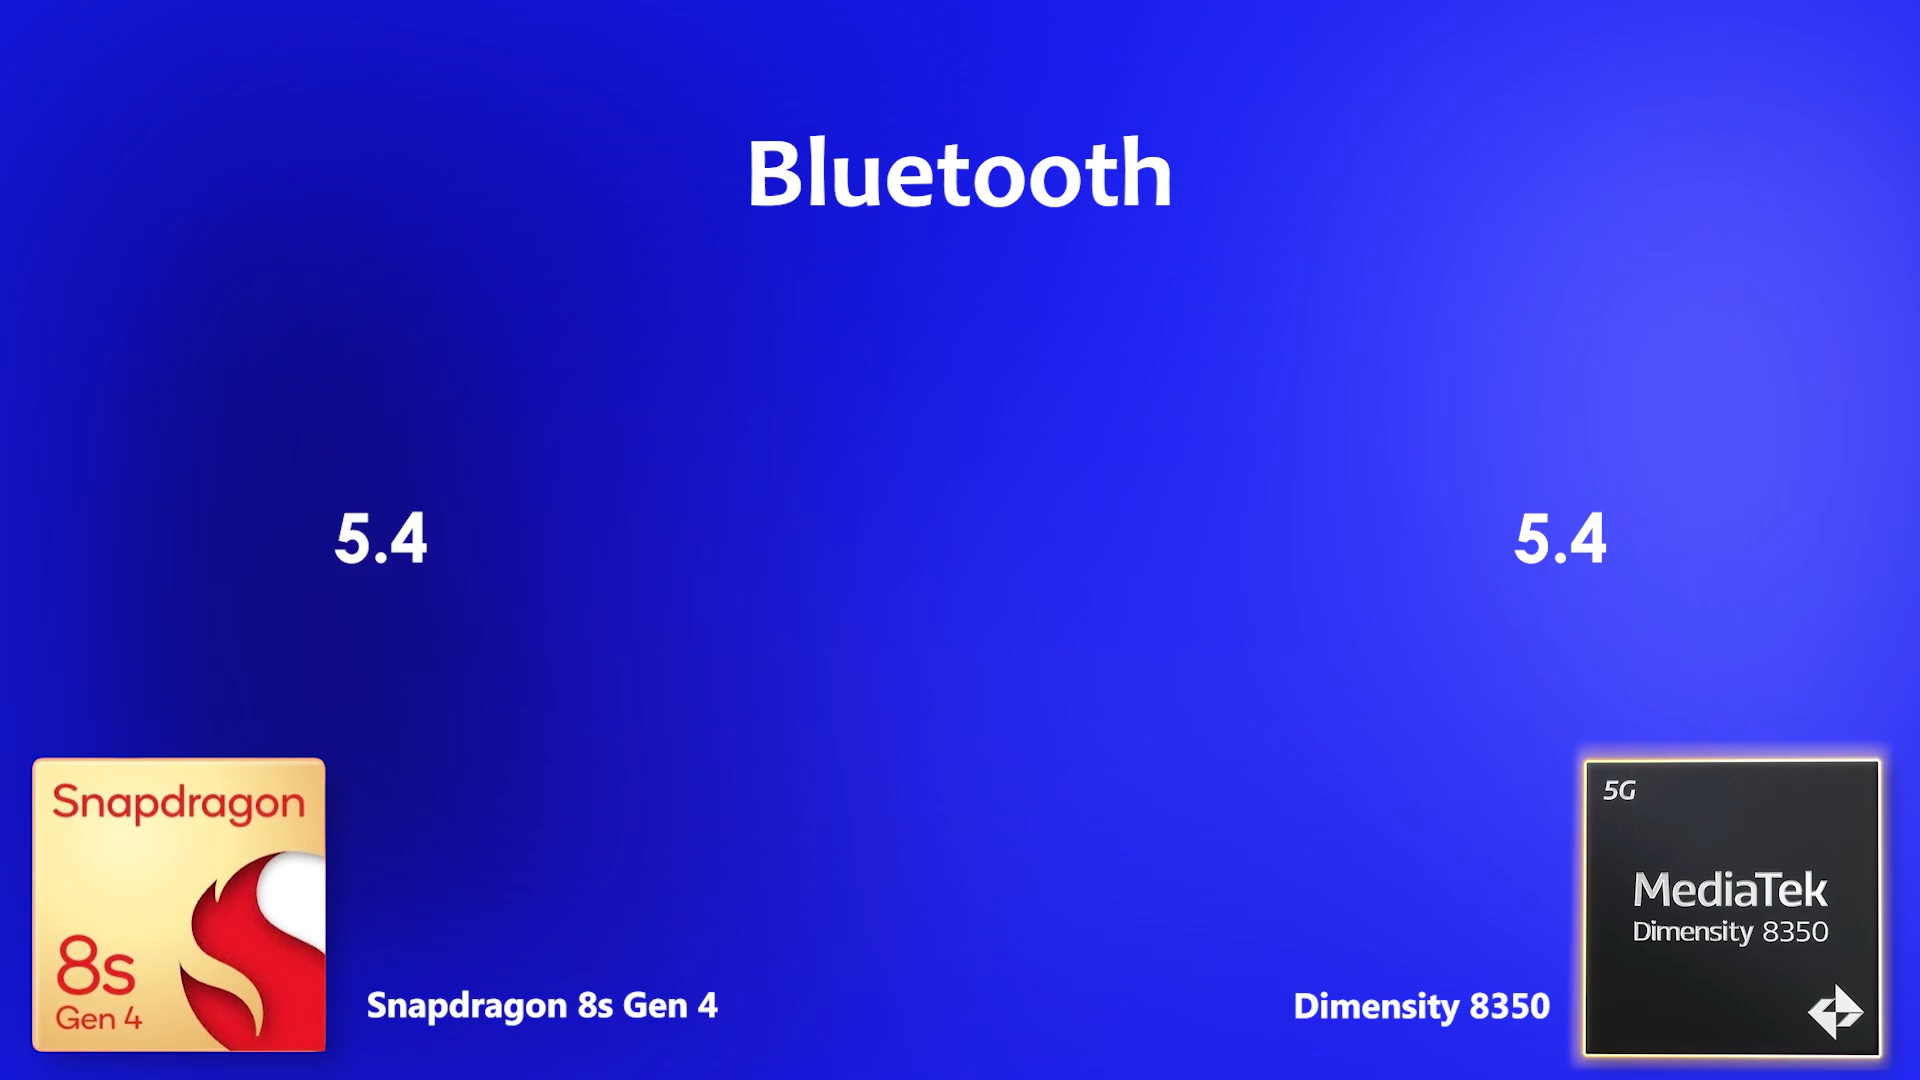 Bluetooth
5.4
5.4
Snapdragon
8s
Gen 4
Snapdragon 8s Gen 4
Dimensity 8350
5G
MediaTek
Dimensity 8350